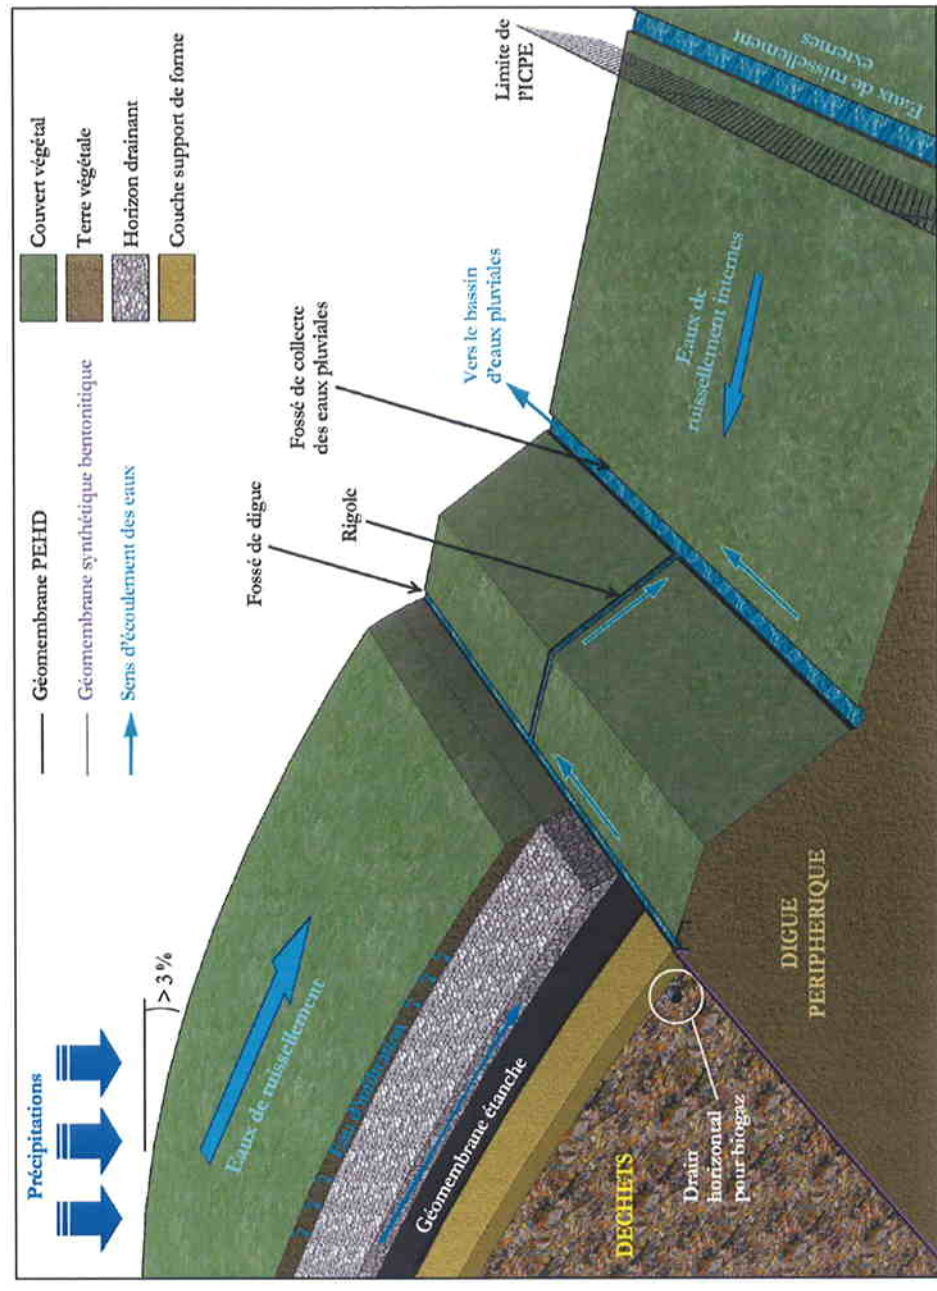 Précipitations
> 3 %
Géomembrane PEHD
Géomembrane synthétique bentonitique
Sens d'écoulement des eaux
Couvert végétal
Terre végétale
Horizon drainant
Couche support de forme
Eaux de ruissellement
Eau d'infiltration
Géomembrane étanche
DECHETS
Drain
horizontal
pour biogaz
DIGUE
PERIPHERIQUE
Fossé de digue
Rigole
Fossé de collecte
des eaux pluviales
Vers le bassin
d'eaux pluviales
Eaux de
ruissellement internes
Limite de
l'ICPE
Eaux de ruissellement
externes